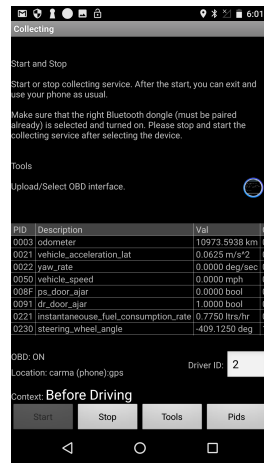 6:01
Collecting
Start and Stop
Start or stop collecting service. After the start, you can exit and
use your phone as usual.
Make sure that the right Bluetooth dongle (must be paired
already) is selected and turned on. Please stop and start the
collecting service after selecting the device.
Tools
Upload/Select OBD interface.
PID Description Val
0003 odometer 10973.5938 km
0021 vehicle_acceleration_lat 0.0625 m/s^2
0022 yaw_rate 0.0000 deg/sec
0050 vehicle_speed 0.0000 mph
008F ps_door_ajar 0.0000 bool
0091 dr_door_ajar 1.0000 bool
0221 instantaneouse_fuel_consumption_rate 0.7750 ltrs/hr
0230 steering_wheel_angle -409.1250 deg
OBD: ON
Driver ID: 2
Location: carma (phone):gps
Context: Before Driving
Start Stop Tools Pids